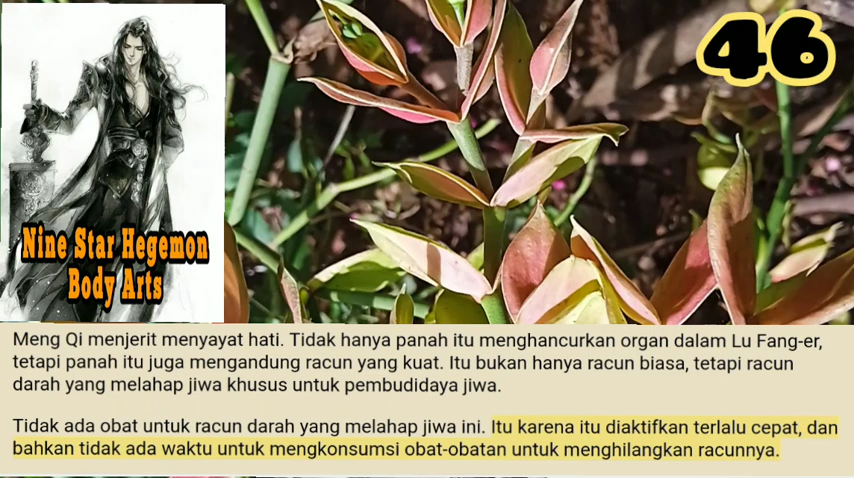 46
Nine Star Hegemon
Body Arts
Meng Qi menjerit menyayat hati. Tidak hanya panah itu menghancurkan organ dalam Lu Fang-er,
tetapi panah itu juga mengandung racun yang kuat. Itu bukan hanya racun biasa, tetapi racun
darah yang melahap jiwa khusus untuk pembudidaya jiwa.
Tidak ada obat untuk racun darah yang melahap jiwa ini. Itu karena itu diaktifkan terlalu cepat, dan
bahkan tidak ada waktu untuk mengkonsumsi obat-obatan untuk menghilangkan racunnya.